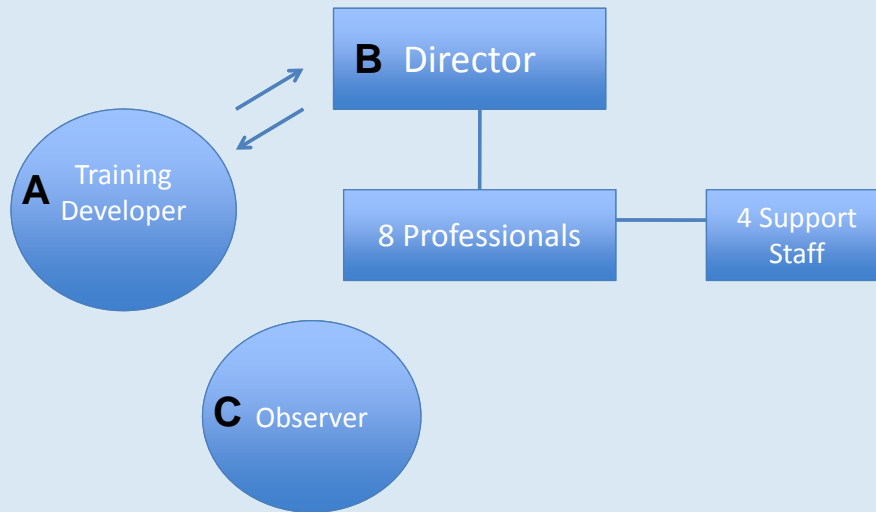 B Director
A Training
Developer
8 Professionals
4 Support
Staff
C Observer